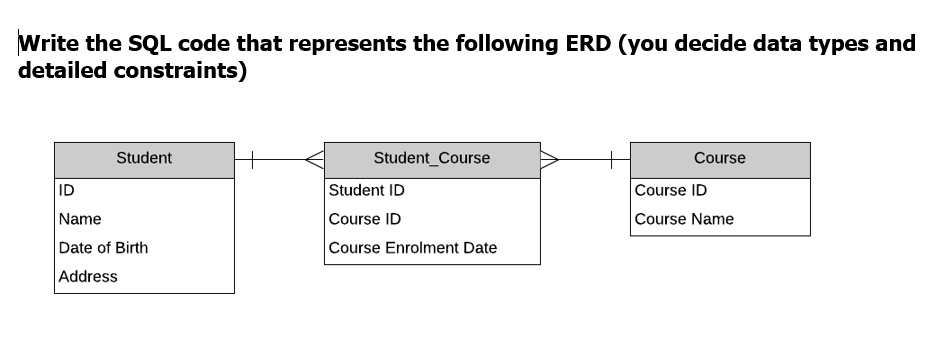 Write the SQL code that represents the following ERD (you decide data types and
detailed constraints)
Student
ID
Name
Date of Birth
Address
Student_Course
Student ID
Course ID
Course Enrolment Date
Course
Course ID
Course Name